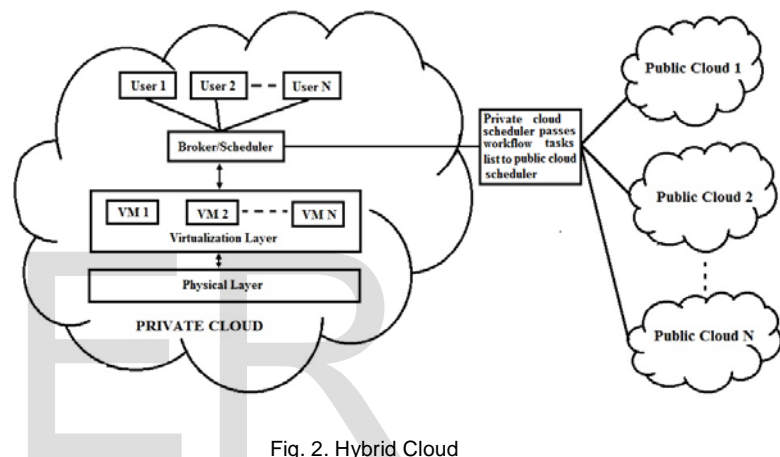 User 1
User 2
User N
Public Cloud 1
Private cloud
scheduler passes
workflow tasks
list to public cloud
scheduler
Broker/Scheduler
Public Cloud 2
VM 1
VM 2
VM N
Virtualization Layer
Physical Layer
PRIVATE CLOUD
Public Cloud N
ER
Fig. 2. Hybrid Cloud